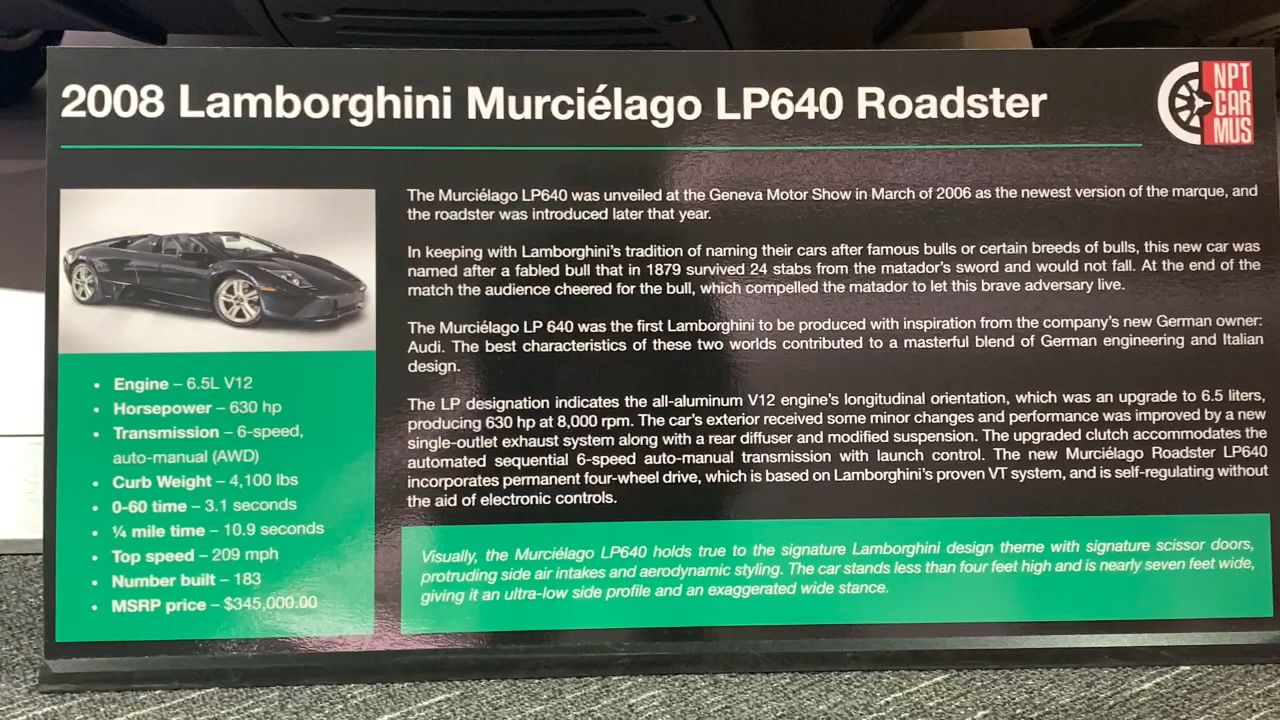 2008 Lamborghini Murciélago LP640 Roadster
NPT
CAR
MUS
The Murciélago LP640 was unveiled at the Geneva Motor Show in March of 2006 as the newest version of the marque, and
the roadster was introduced later that year.
In keeping with Lamborghini's tradition of naming their cars after famous bulls or certain breeds of bulls, this new car was
named after a fabled bull that in 1879 survived 24 stabs from the matador's sword and would not fall. At the end of the
match the audience cheered for the bull, which compelled the matador to let this brave adversary live.
The Murciélago LP 640 was the first Lamborghini to be produced with inspiration from the company's new German owner:
Audi. The best characteristics of these two worlds contributed to a masterful blend of German engineering and Italian
design.
The LP designation indicates the all-aluminum V12 engine's longitudinal orientation, which was an upgrade to 6.5 liters,
producing 630 hp at 8,000 rpm. The car's exterior received some minor changes and performance was improved by a new
single-outlet exhaust system along with a rear diffuser and modified suspension. The upgraded clutch accommodates the
automated sequential 6-speed auto-manual transmission with launch control. The new Murciélago Roadster LP640
incorporates permanent four-wheel drive, which is based on Lamborghini's proven VT system, and is self-regulating without
the aid of electronic controls.
• Engine – 6.5L V12
• Horsepower – 630 hp
• Transmission – 6-speed,
auto-manual (AWD)
• Curb Weight – 4,100 lbs
• 0-60 time – 3.1 seconds
• ¼ mile time – 10.9 seconds
• Top speed – 209 mph
• Number built – 183
• MSRP price – $345,000.00
Visually, the Murciélago LP640 holds true to the signature Lamborghini design theme with signature scissor doors,
protruding side air intakes and aerodynamic styling. The car stands less than four feet high and is nearly seven feet wide,
giving it an ultra-low side profile and an exaggerated wide stance.